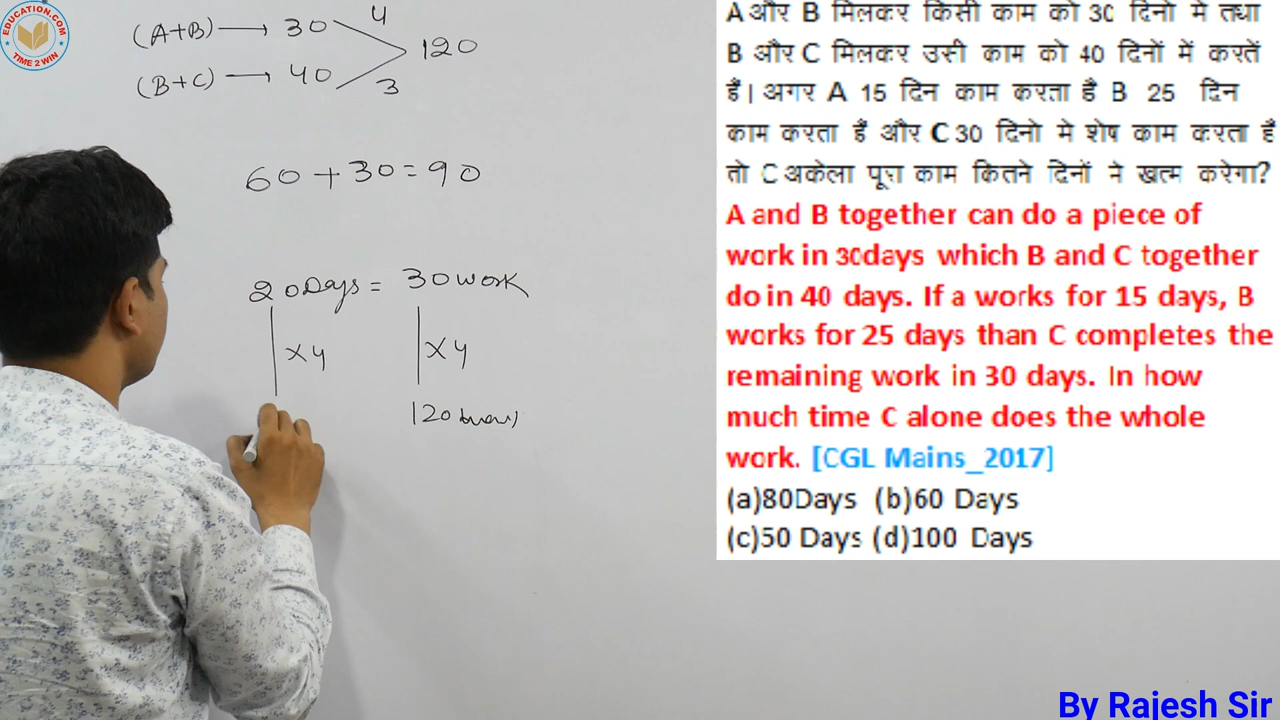 EDUCATION.COM
TIME 2 WIN
(A+B) → 30 4
120
(B+C) → 40 3
60 + 30 = 90
20 Days = 30 work
X4 X4
120
A और B मिलकर किसी काम को 30 दिनो मे तथा
B और C मिलकर उसी काम को 40 दिनों में करतें
हैं। अगर A 15 दिन काम करता है B 25 दिन
काम करता हैं और C 30 दिनो मे शेष काम करता हैं
तो C अकेला पूरा काम कितने दिनों मे खत्म करेगा?
A and B together can do a piece of
work in 30days which B and C together
do in 40 days. If a works for 15 days, B
works for 25 days than C completes the
remaining work in 30 days. In how
much time C alone does the whole
work. [CGL Mains_2017]
(a)80Days (b)60 Days
(c)50 Days (d)100 Days
By Rajesh Sir